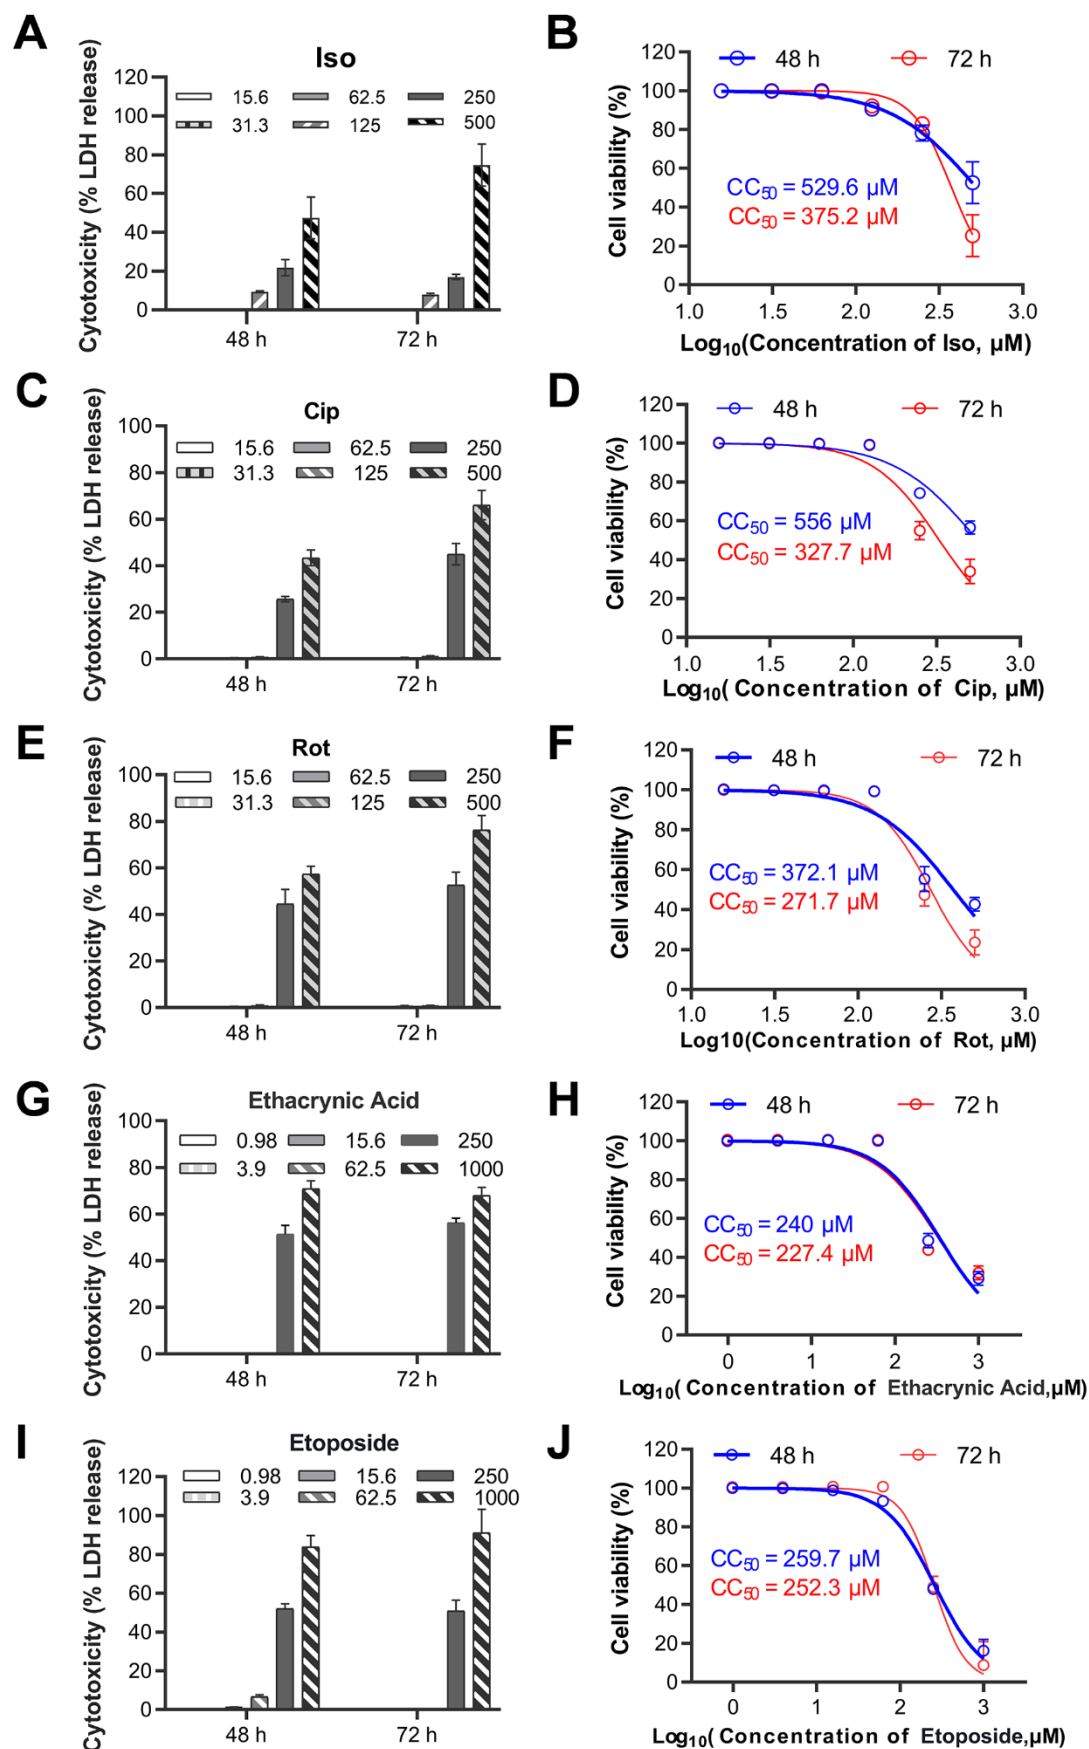 A
Iso
Cytotoxicity (% LDH release)
120
100
80
60
40
20
0
15.6 62.5 250
31.3 125 500
48 h 72 h
B
Cell viability (%)
120
100
80
60
40
20
0
48 h 72 h
CC50 = 529.6 µM
CC50 = 375.2 µM
1.0 1.5 2.0 2.5 3.0
Log10(Concentration of Iso, µM)
C
Cip
Cytotoxicity (% LDH release)
100
80
60
40
20
0
15.6 62.5 250
31.3 125 500
48 h 72 h
D
Cell viability (%)
120
100
80
60
40
20
0
48 h 72 h
CC50 = 556 µM
CC50 = 327.7 µM
1.0 1.5 2.0 2.5 3.0
Log10( Concentration of Cip, µM)
E
Rot
Cytotoxicity (% LDH release)
100
80
60
40
20
0
15.6 62.5 250
31.3 125 500
48 h 72 h
F
Cell viability (%)
120
100
80
60
40
20
0
48 h 72 h
CC50 = 372.1 µM
CC50 = 271.7 µM
1.0 1.5 2.0 2.5 3.0
Log10(Concentration of Rot, µM)
G
Ethacrynic Acid
Cytotoxicity (% LDH release)
100
80
60
40
20
0
0.98 15.6 250
3.9 62.5 1000
48 h 72 h
H
Cell viability (%)
120
100
80
60
40
20
0
48 h 72 h
CC50 = 240 µM
CC50 = 227.4 µM
0 1 2 3
Log10( Concentration of Ethacrynic Acid,µM)
I
Etoposide
Cytotoxicity (% LDH release)
120
100
80
60
40
20
0
0.98 15.6 250
3.9 62.5 1000
48 h 72 h
J
Cell viability (%)
120
100
80
60
40
20
0
48 h 72 h
CC50 = 259.7 µM
CC50 = 252.3 µM
0 1 2 3
Log10( Concentration of Etoposide,µM)